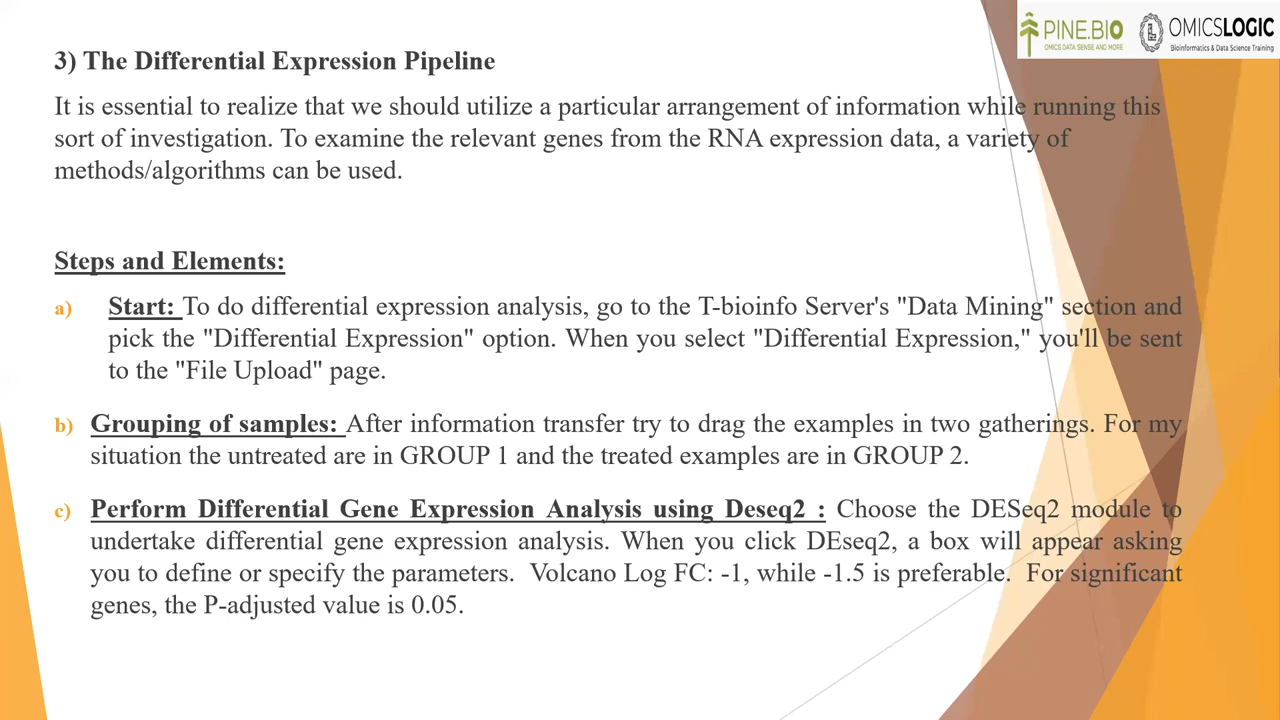 PINE.BIO
OMICS DATA SENSE AND MORE
OMICSLOGIC
Bioinformatics & Data Science Training
3) The Differential Expression Pipeline
It is essential to realize that we should utilize a particular arrangement of information while running this
sort of investigation. To examine the relevant genes from the RNA expression data, a variety of
methods/algorithms can be used.
Steps and Elements:
a) Start: To do differential expression analysis, go to the T-bioinfo Server's "Data Mining" section and
pick the "Differential Expression" option. When you select "Differential Expression," you'll be sent
to the "File Upload" page.
b) Grouping of samples: After information transfer try to drag the examples in two gatherings. For my
situation the untreated are in GROUP 1 and the treated examples are in GROUP 2.
c) Perform Differential Gene Expression Analysis using Deseq2 : Choose the DESeq2 module to
undertake differential gene expression analysis. When you click DEseq2, a box will appear asking
you to define or specify the parameters. Volcano Log FC: -1, while -1.5 is preferable. For significant
genes, the P-adjusted value is 0.05.